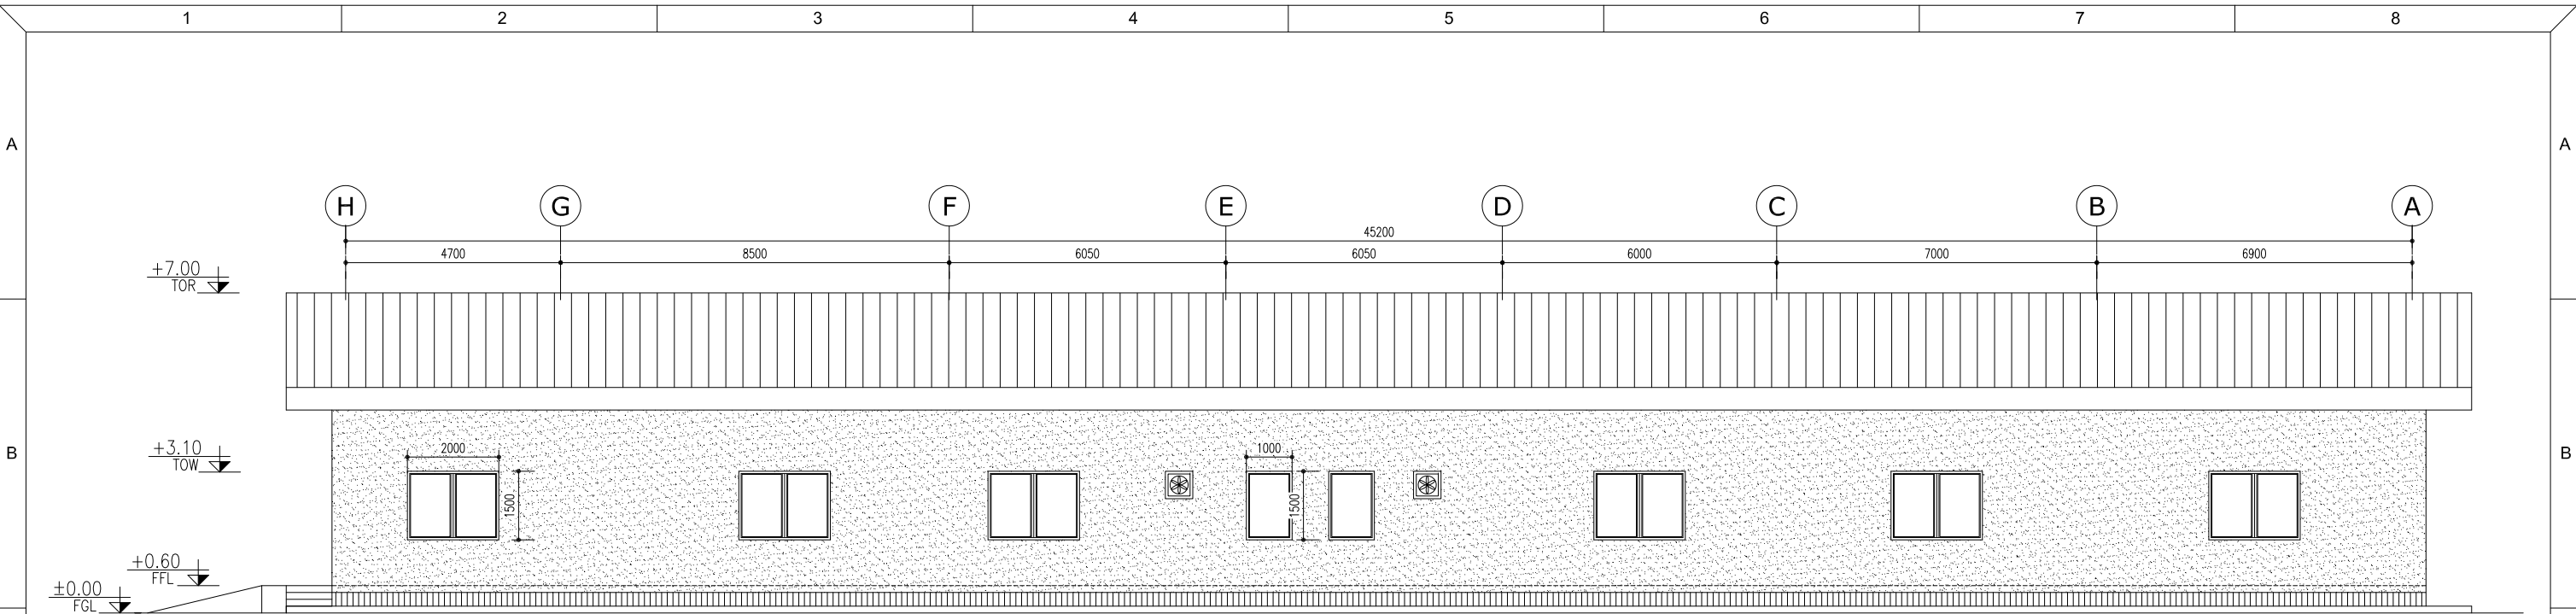 1 2 3 4 5 6 7 8
A A
H G F E D C B A
45200
4700 8500 6050 6050 6000 7000 6900
+7.00
TOR
B B
+3.10
TOW
2000 1000
1500 1500
+0.60
FFL
±0.00
FGL